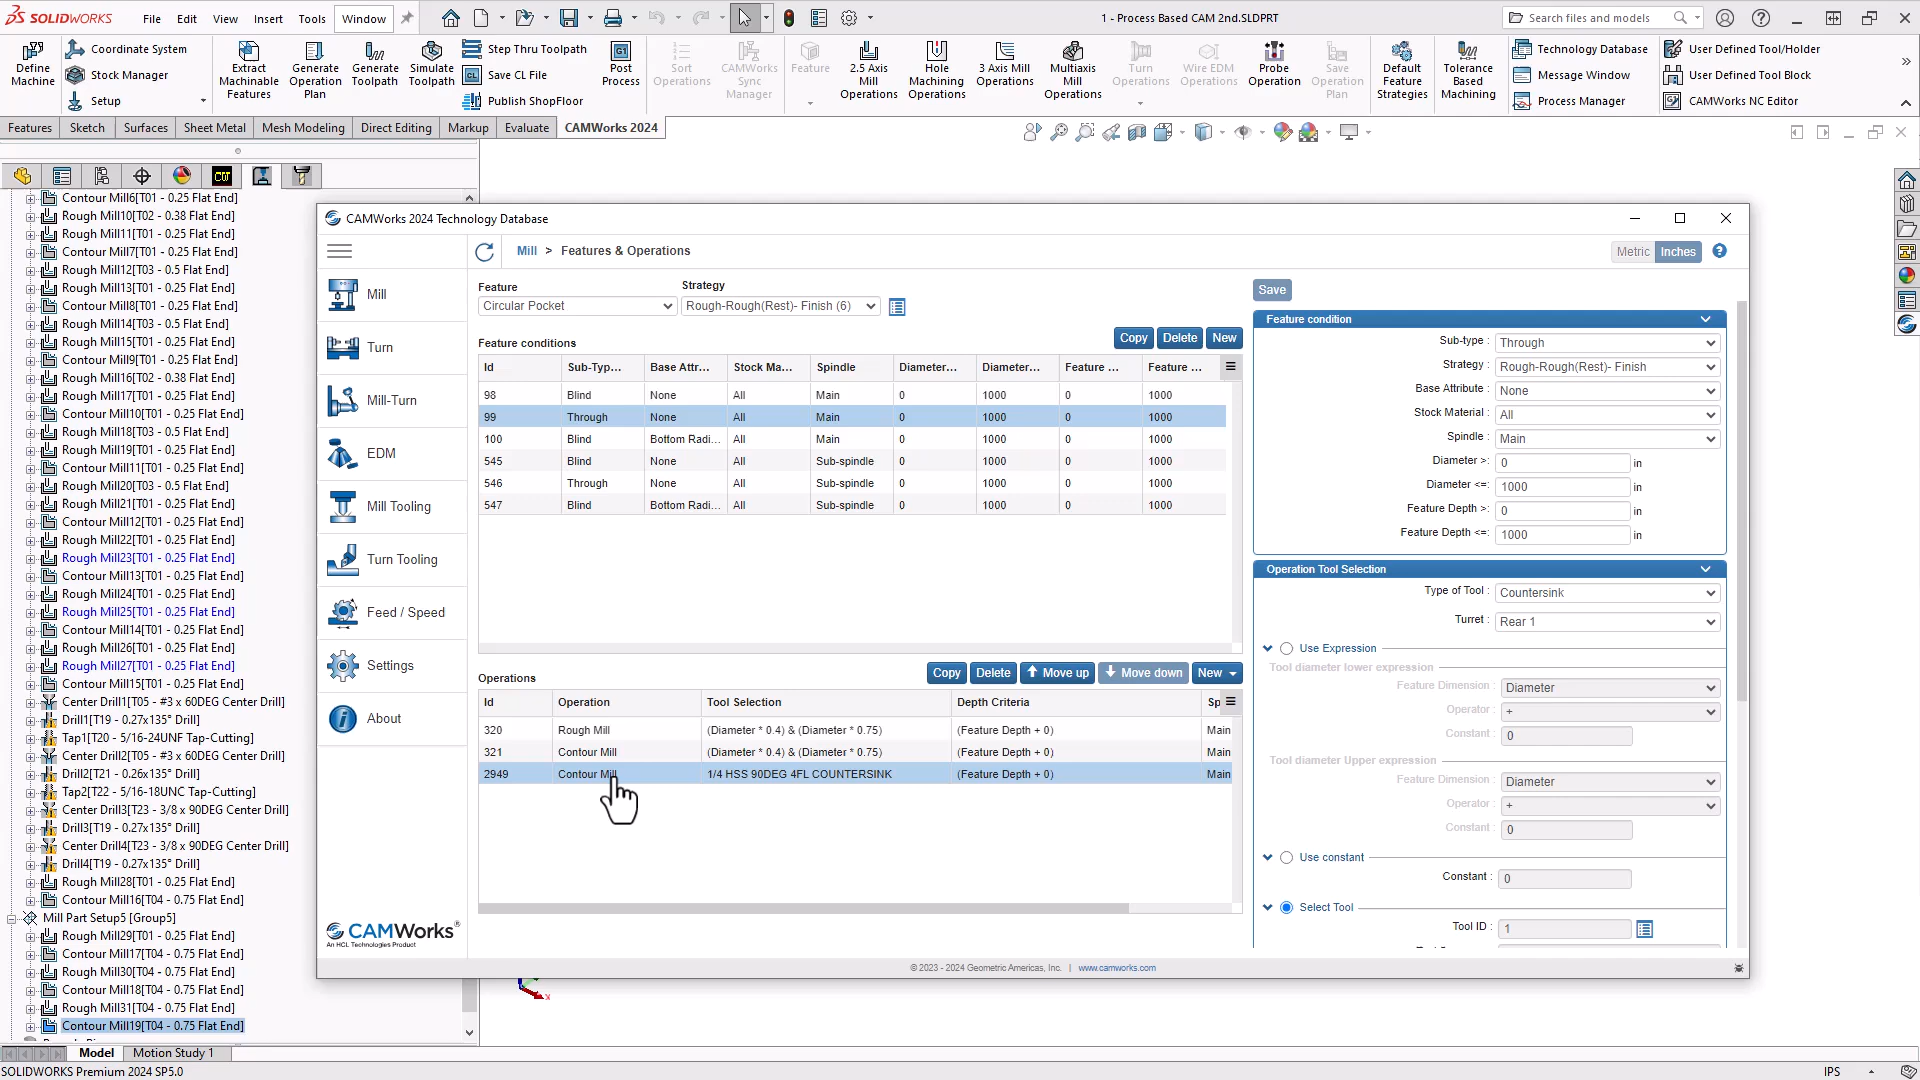 SOLIDWORKS
File
Edit
View
Insert
Tools
Window
1 - Process Based CAM 2nd.SLDPRT
Search files and models
Define Machine
Coordinate System
Stock Manager
Setup
Extract Machinable Features
Generate Operation Plan
Generate Toolpath
Simulate Toolpath
Step Thru Toolpath
Save CL File
Publish ShopFloor
Post Process
Sort Operations
CAMWorks Sync Manager
Feature
2.5 Axis Mill Operations
Hole Machining Operations
3 Axis Mill Operations
Multiaxis Mill Operations
Turn Operations
Wire EDM Operations
Probe Operation
Save Operation Plan
Default Feature Strategies
Tolerance Based Machining
Technology Database
Message Window
Process Manager
User Defined Tool/Holder
User Defined Tool Block
CAMWorks NC Editor
Features
Sketch
Surfaces
Sheet Metal
Mesh Modeling
Direct Editing
Markup
Evaluate
CAMWorks 2024
Contour Mill6[T01 - 0.25 Flat End]
Rough Mill10[T02 - 0.38 Flat End]
Rough Mill11[T01 - 0.25 Flat End]
Contour Mill7[T01 - 0.25 Flat End]
Rough Mill12[T03 - 0.5 Flat End]
Rough Mill13[T01 - 0.25 Flat End]
Contour Mill8[T01 - 0.25 Flat End]
Rough Mill14[T03 - 0.5 Flat End]
Rough Mill15[T01 - 0.25 Flat End]
Contour Mill9[T01 - 0.25 Flat End]
Rough Mill16[T02 - 0.38 Flat End]
Rough Mill17[T01 - 0.25 Flat End]
Contour Mill10[T01 - 0.25 Flat End]
Rough Mill18[T03 - 0.5 Flat End]
Rough Mill19[T01 - 0.25 Flat End]
Contour Mill11[T01 - 0.25 Flat End]
Rough Mill20[T03 - 0.5 Flat End]
Rough Mill21[T01 - 0.25 Flat End]
Contour Mill12[T01 - 0.25 Flat End]
Rough Mill22[T01 - 0.25 Flat End]
Rough Mill23[T01 - 0.25 Flat End]
Contour Mill13[T01 - 0.25 Flat End]
Rough Mill24[T01 - 0.25 Flat End]
Rough Mill25[T01 - 0.25 Flat End]
Contour Mill14[T01 - 0.25 Flat End]
Rough Mill26[T01 - 0.25 Flat End]
Rough Mill27[T01 - 0.25 Flat End]
Contour Mill15[T01 - 0.25 Flat End]
Center Drill1[T05 - #3 x 60DEG Center Drill]
Drill1[T19 - 0.27x135° Drill]
Tap1[T20 - 5/16-24UNF Tap-Cutting]
Center Drill2[T05 - #3 x 60DEG Center Drill]
Drill2[T21 - 0.26x135° Drill]
Tap2[T22 - 5/16-18UNC Tap-Cutting]
Center Drill3[T23 - 3/8 x 90DEG Center Drill]
Drill3[T19 - 0.27x135° Drill]
Center Drill4[T23 - 3/8 x 90DEG Center Drill]
Drill4[T19 - 0.27x135° Drill]
Rough Mill28[T01 - 0.25 Flat End]
Contour Mill16[T04 - 0.75 Flat End]
Mill Part Setup5 [Group5]
Rough Mill29[T01 - 0.25 Flat End]
Contour Mill17[T04 - 0.75 Flat End]
Rough Mill30[T04 - 0.75 Flat End]
Contour Mill18[T04 - 0.75 Flat End]
Rough Mill31[T04 - 0.75 Flat End]
Contour Mill19[T04 - 0.75 Flat End]
CAMWorks 2024 Technology Database
Mill > Features & Operations
Metric Inches
Mill
Turn
Mill-Turn
EDM
Mill Tooling
Turn Tooling
Feed / Speed
Settings
About
CAMWorks®
An HCL Technologies Product
Feature
Circular Pocket
Strategy
Rough-Rough(Rest)- Finish (6)
Feature conditions
Copy Delete New
Id Sub-Typ... Base Attr... Stock Ma... Spindle Diameter... Diameter... Feature ... Feature ...
98 Blind None All Main 0 1000 0 1000
99 Through None All Main 0 1000 0 1000
100 Blind Bottom Radi... All Main 0 1000 0 1000
545 Blind None All Sub-spindle 0 1000 0 1000
546 Through None All Sub-spindle 0 1000 0 1000
547 Blind Bottom Radi... All Sub-spindle 0 1000 0 1000
Operations
Copy Delete Move up Move down New
Id Operation Tool Selection Depth Criteria Sp
320 Rough Mill (Diameter * 0.4) & (Diameter * 0.75) (Feature Depth + 0) Main
321 Contour Mill (Diameter * 0.4) & (Diameter * 0.75) (Feature Depth + 0) Main
2949 Contour Mill 1/4 HSS 90DEG 4FL COUNTERSINK (Feature Depth + 0) Main
Save
Feature condition
Sub-type : Through
Strategy : Rough-Rough(Rest)- Finish
Base Attribute : None
Stock Material : All
Spindle : Main
Diameter >: 0 in
Diameter <=: 1000 in
Feature Depth >: 0 in
Feature Depth <=: 1000 in
Operation Tool Selection
Type of Tool : Countersink
Turret : Rear 1
Use Expression
Tool diameter lower expression
Feature Dimension : Diameter
Operator : +
Constant : 0
Tool diameter Upper expression
Feature Dimension : Diameter
Operator : +
Constant : 0
Use constant
Constant : 0
Select Tool
Tool ID : 1
© 2023 - 2024 Geometric Americas, Inc. | www.camworks.com
x
Model
Motion Study 1
SOLIDWORKS Premium 2024 SP5.0
IPS